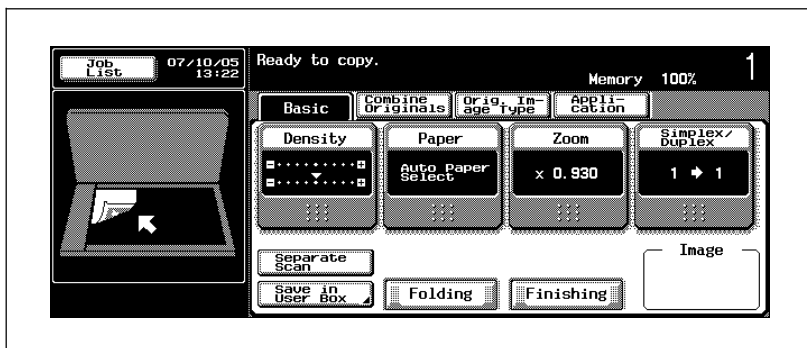 Job
List
07/10/05
13:22
Ready to copy.
Memory 100%
1
Basic
Combine
Originals
Orig. Im-
age Type
Appli-
cation
Density
Paper
Auto Paper
Select
Zoom
× 0.930
Simplex/
Duplex
1 ➔ 1
Separate
Scan
Save in
User Box
Folding
Finishing
Image